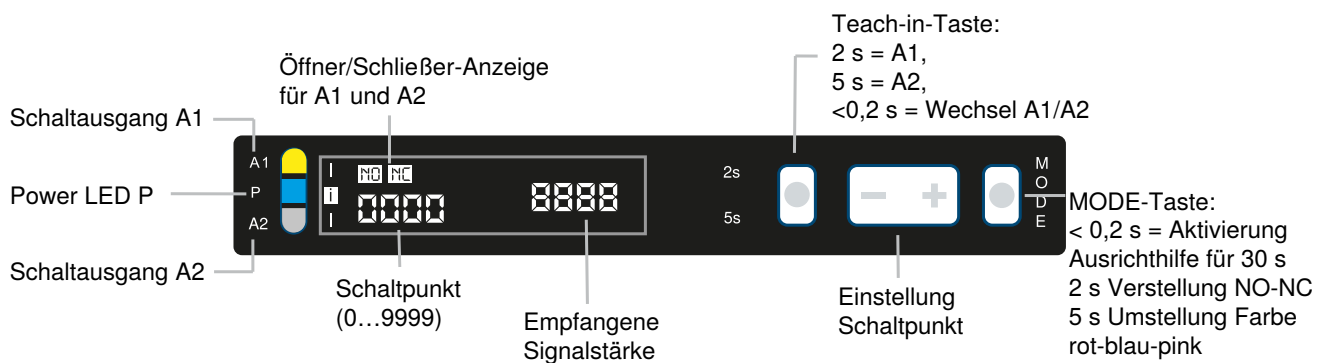 Teach-in-Taste:
2 s = A1,
5 s = A2,
<0,2 s = Wechsel A1/A2
Öffner/Schließer-Anzeige
für A1 und A2
Schaltausgang A1
Power LED P
Schaltausgang A2
A1
P
A2
I
i
I
NO NC
0000
8888
2s
5s
− +
MODE
MODE-Taste:
< 0,2 s = Aktivierung
Ausrichthilfe für 30 s
2 s Verstellung NO-NC
5 s Umstellung Farbe
rot-blau-pink
Schaltpunkt
(0…9999)
Empfangene
Signalstärke
Einstellung
Schaltpunkt